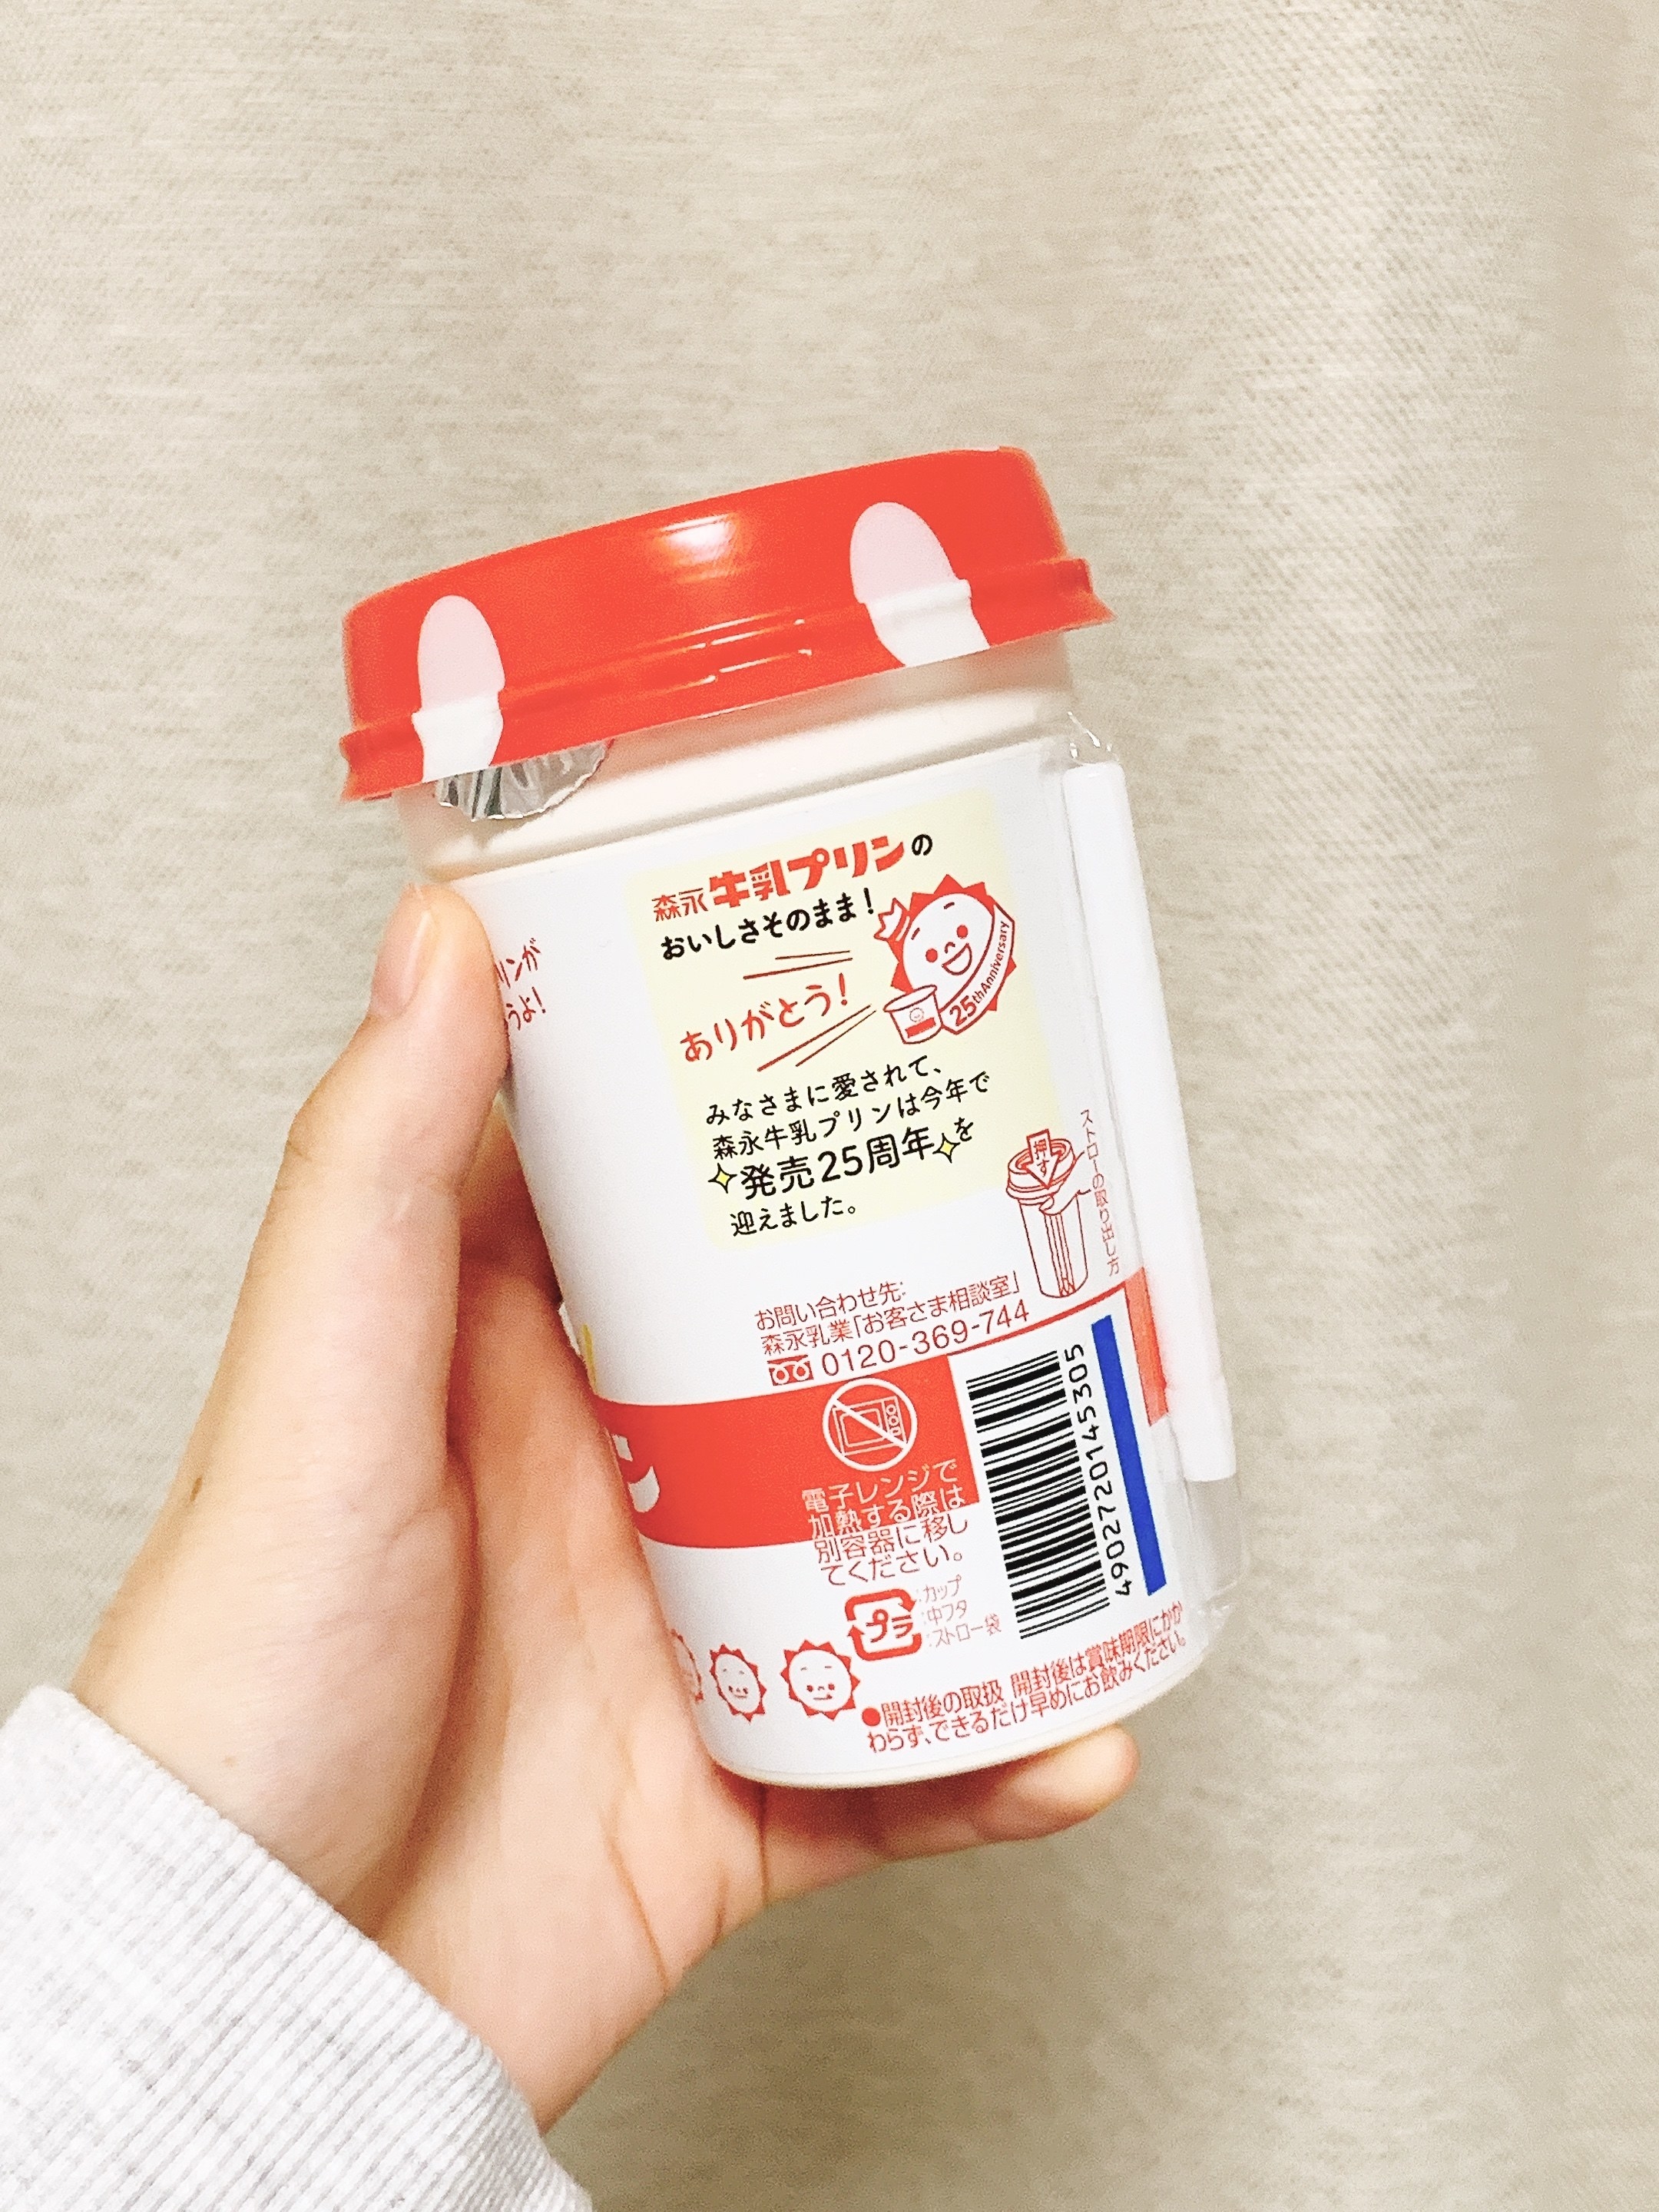 森永牛乳プリンの
おいしさそのまま!
ありがとう!
25thAnniversary
みなさまに愛されて、
森永牛乳プリンは今年で
発売25周年を
迎えました。
リンが
うよ!
押す
ストローの取り出し方
お問い合わせ先:
森永乳業「お客さま相談室」
0120-369-744
電子レンジで
加熱する際は
別容器に移し
てください。
プラ
:カップ
:中フタ
:ストロー袋
4902720145305
●開封後の取扱 開封後は賞味期限にかか
わらず、できるだけ早めにお飲みください。